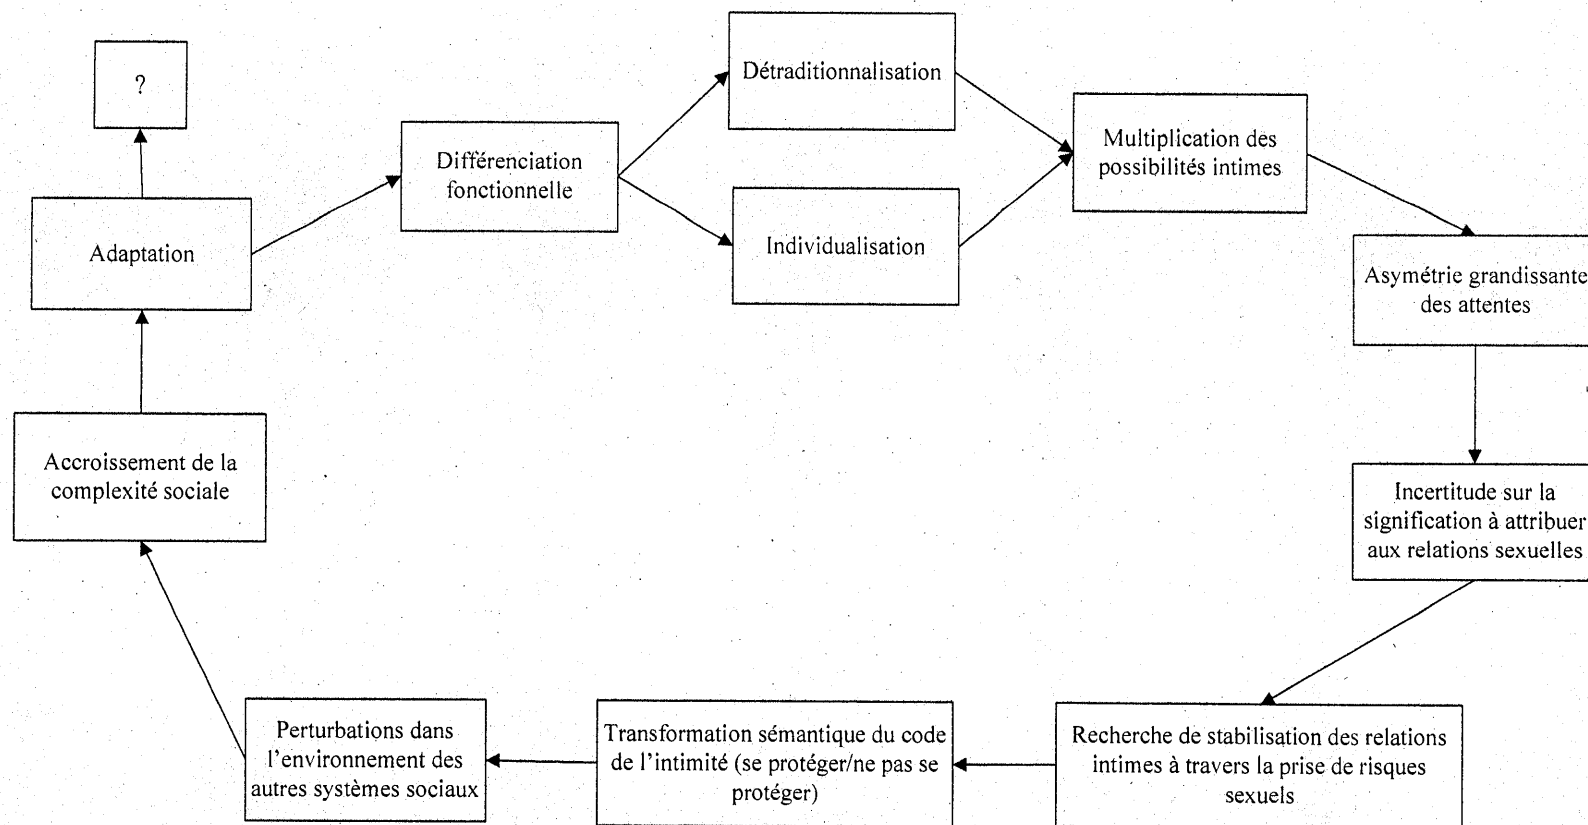 ?
Adaptation
Différenciation
fonctionnelle
Détraditionnalisation
Individualisation
Multiplication des
possibilités intimes
Asymétrie grandissante
des attentes
Incertitude sur la
signification à attribuer
aux relations sexuelles
Recherche de stabilisation des relations
intimes à travers la prise de risques
sexuels
Transformation sémantique du code
de l'intimité (se protéger/ne pas se
protéger)
Perturbations dans
l'environnement des
autres systèmes sociaux
Accroissement de la
complexité sociale